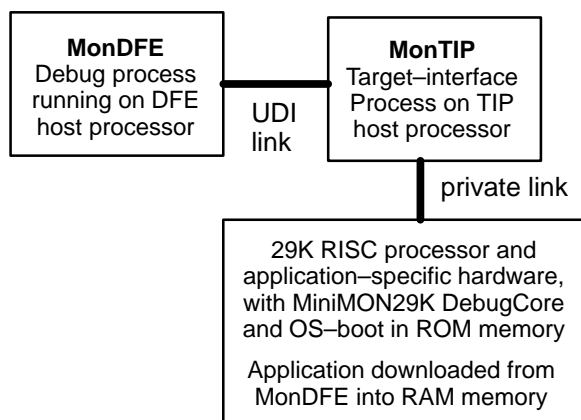 MonDFE
Debug process
running on DFE
host processor
UDI
link
MonTIP
Target–interface
Process on TIP
host processor
private link
29K RISC processor and
application–specific hardware,
with MiniMON29K DebugCore
and OS–boot in ROM memory
Application downloaded from
MonDFE into RAM memory